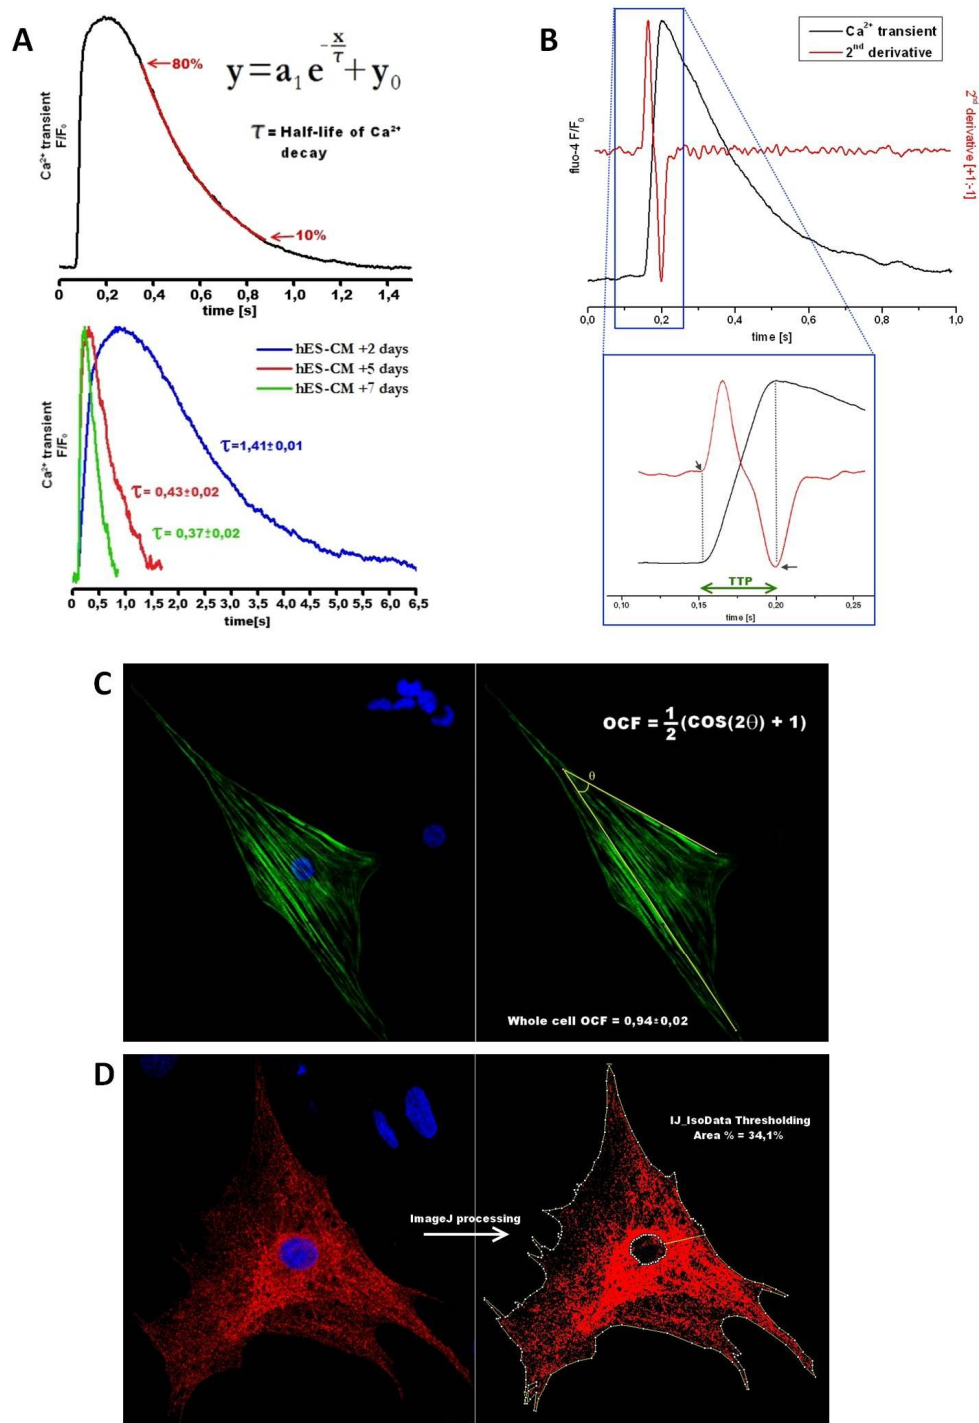 A
80%
y=a₁e^(-x/τ)+y₀
τ = Half-life of Ca²⁺
decay
Ca²⁺ transient
F/F₀
10%
0 0,2 0,4 0,6 0,8 1,0 1,2 1,4
time [s]
hES-CM +2 days
hES-CM +5 days
hES-CM +7 days
Ca²⁺ transient
F/F₀
τ=1,41±0,01
τ= 0,43±0,02
τ= 0,37±0,02
0 0,5 1,0 1,5 2,0 2,5 3,0 3,5 4,0 4,5 5,0 5,5 6,0 6,5
time[s]
B
Ca²⁺ transient
2ⁿᵈ derivative
fluo-4 F/F₀
2ⁿᵈ derivative [+1:-1]
0,0 0,2 0,4 0,6 0,8 1,0
time [s]
TTP
0,10 0,15 0,20 0,25
time [s]
C
OCF = 1/2 (COS(2θ) + 1)
θ
Whole cell OCF = 0,94±0,02
D
IJ_IsoData Thresholding
Area % = 34,1%
ImageJ processing